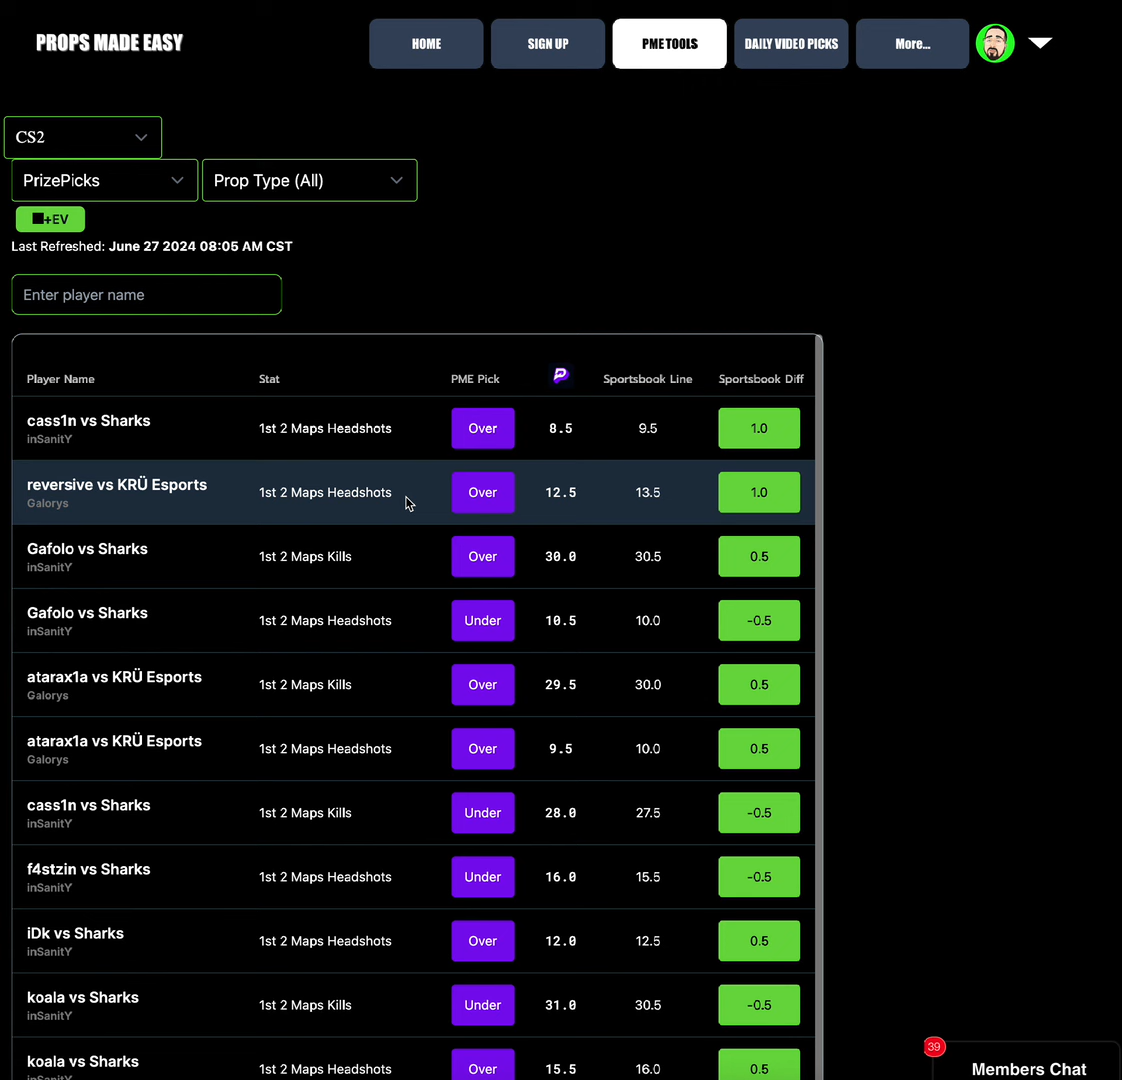 PROPS MADE EASY
HOME
SIGN UP
PME TOOLS
DAILY VIDEO PICKS
More...
CS2
PrizePicks
Prop Type (All)
+EV
Last Refreshed: June 27 2024 08:05 AM CST
Enter player name
Player Name Stat PME Pick P Sportsbook Line Sportsbook Diff
cass1n vs Sharks
inSanitY
1st 2 Maps Headshots Over 8.5 9.5 1.0
reversive vs KRÜ Esports
Galorys
1st 2 Maps Headshots Over 12.5 13.5 1.0
Gafolo vs Sharks
inSanitY
1st 2 Maps Kills Over 30.0 30.5 0.5
Gafolo vs Sharks
inSanitY
1st 2 Maps Headshots Under 10.5 10.0 -0.5
atarax1a vs KRÜ Esports
Galorys
1st 2 Maps Kills Over 29.5 30.0 0.5
atarax1a vs KRÜ Esports
Galorys
1st 2 Maps Headshots Over 9.5 10.0 0.5
cass1n vs Sharks
inSanitY
1st 2 Maps Kills Under 28.0 27.5 -0.5
f4stzin vs Sharks
inSanitY
1st 2 Maps Headshots Under 16.0 15.5 -0.5
iDk vs Sharks
inSanitY
1st 2 Maps Headshots Over 12.0 12.5 0.5
koala vs Sharks
inSanitY
1st 2 Maps Kills Under 31.0 30.5 -0.5
koala vs Sharks
inSanitY
1st 2 Maps Headshots Over 15.5 16.0 0.5
39
Members Chat